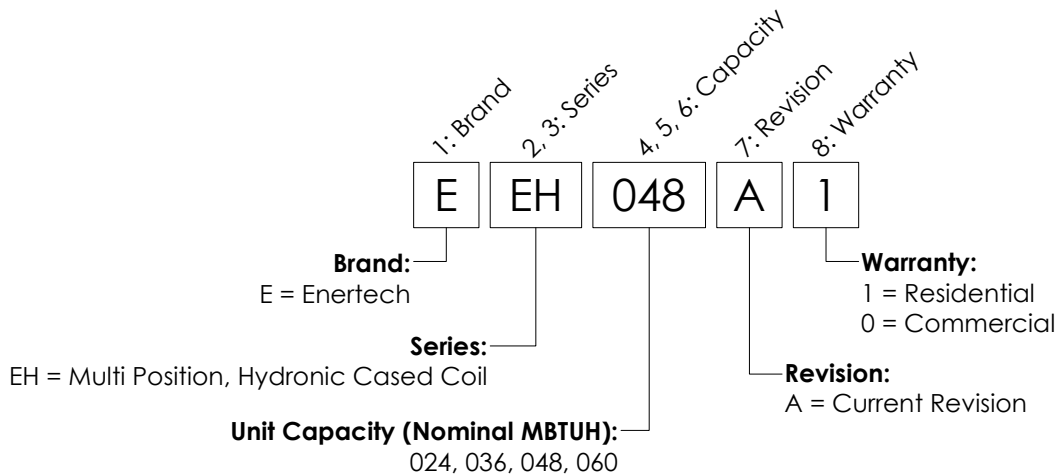 1: Brand
2, 3: Series
4, 5, 6: Capacity
7: Revision
8: Warranty
E EH 048 A 1
Brand:
E = Enertech
Warranty:
1 = Residential
0 = Commercial
Series:
EH = Multi Position, Hydronic Cased Coil
Revision:
A = Current Revision
Unit Capacity (Nominal MBTUH):
024, 036, 048, 060